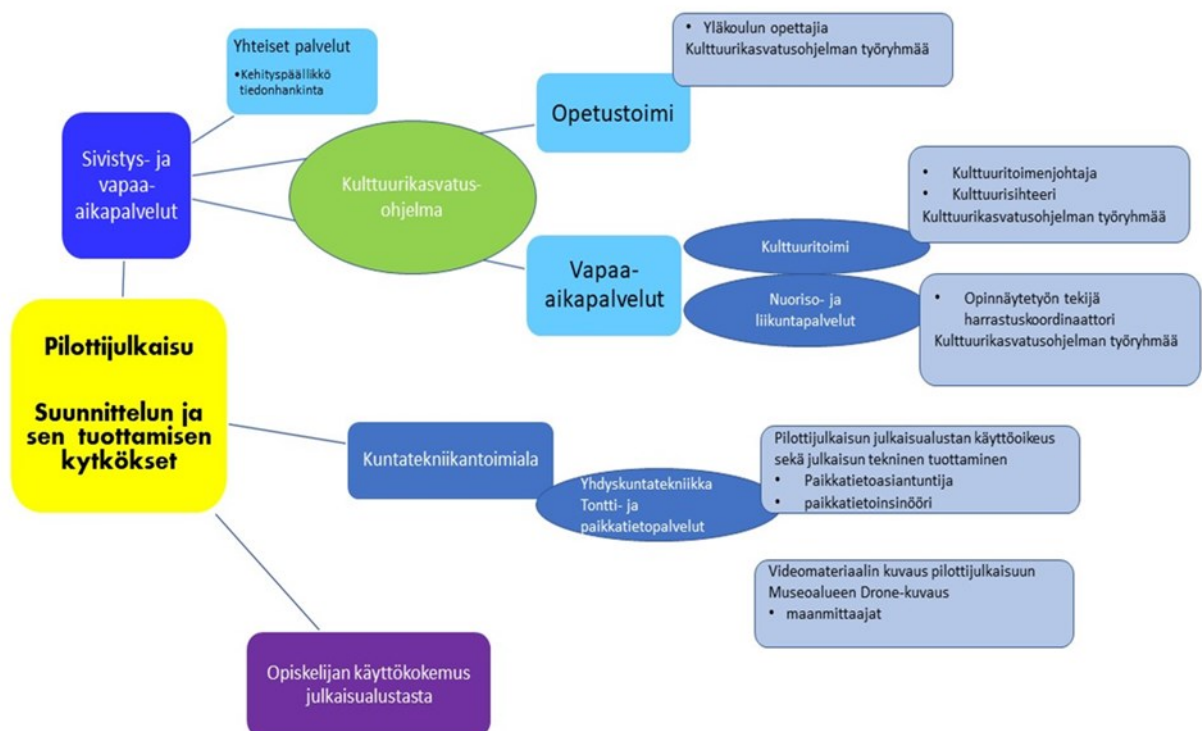 Yhteiset palvelut
•Kehityspäällikkö
tiedonhankinta
• Yläkoulun opettajia
Kulttuurikasvatusohjelman työryhmää
Opetustoimi
Sivistys- ja
vapaa-
aikapalvelut
Kulttuurikasvatus-
ohjelma
• Kulttuuritoimenjohtaja
• Kulttuurisihteeri
Kulttuurikasvatusohjelman työryhmää
Kulttuuritoimi
Vapaa-
aikapalvelut
Nuoriso- ja
liikuntapalvelut
• Opinnäytetyön tekijä
harrastuskoordinaattori
Kulttuurikasvatusohjelman työryhmää
Pilottijulkaisu
Suunnittelun ja
sen tuottamisen
kytkökset
Kuntatekniikantoimiala
Yhdyskuntatekniikka
Tontti- ja
paikkatietopalvelut
Pilottijulkaisun julkaisualustan käyttöoikeus
sekä julkaisun tekninen tuottaminen
• Paikkatietoasiantuntija
• paikkatietoinsinööri
Videomateriaalin kuvaus pilottijulkaisuun
Museoalueen Drone-kuvaus
• maanmittaajat
Opiskelijan käyttökokemus
julkaisualustasta